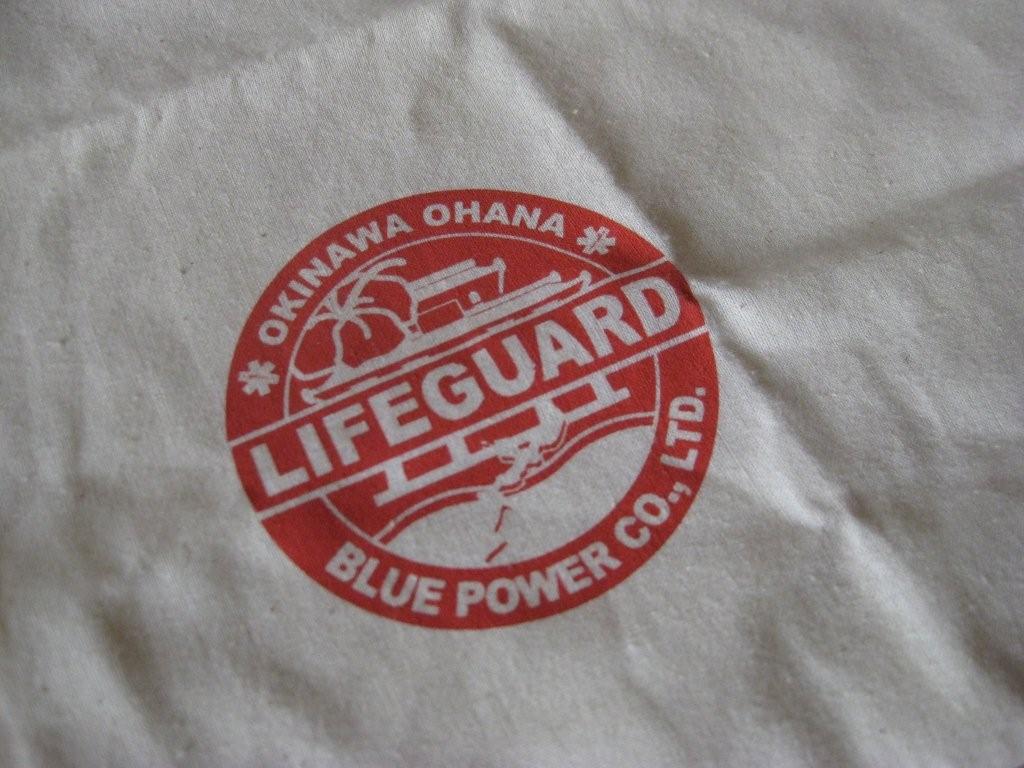 OKINAWA OHANA
LIFEGUARD
BLUE POWER CO., LTD.